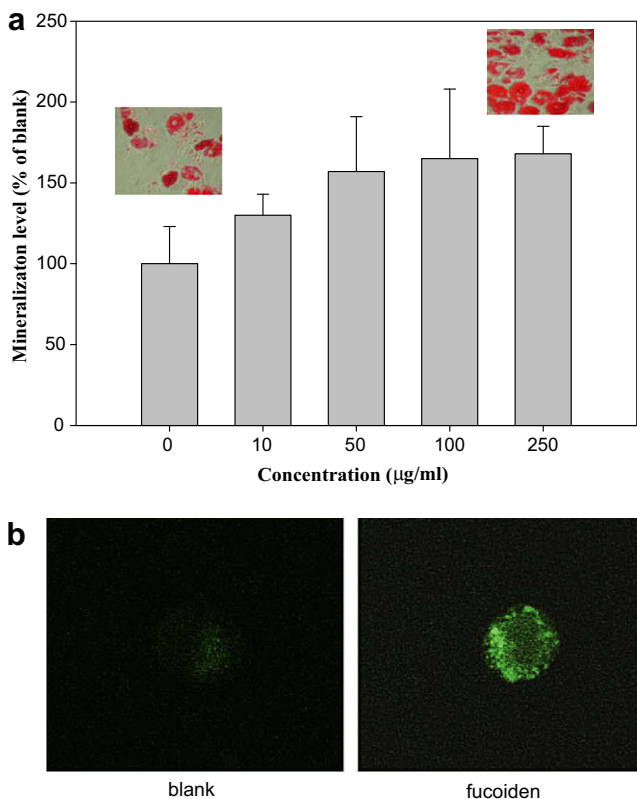 a
250
200
150
100
50
0
Mineralizaton level (% of blank)
0 10 50 100 250
Concentration (μg/ml)
b
blank fucoiden